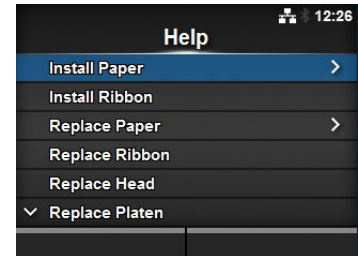 12:26
Help
Install Paper
Install Ribbon
Replace Paper
Replace Ribbon
Replace Head
Replace Platen